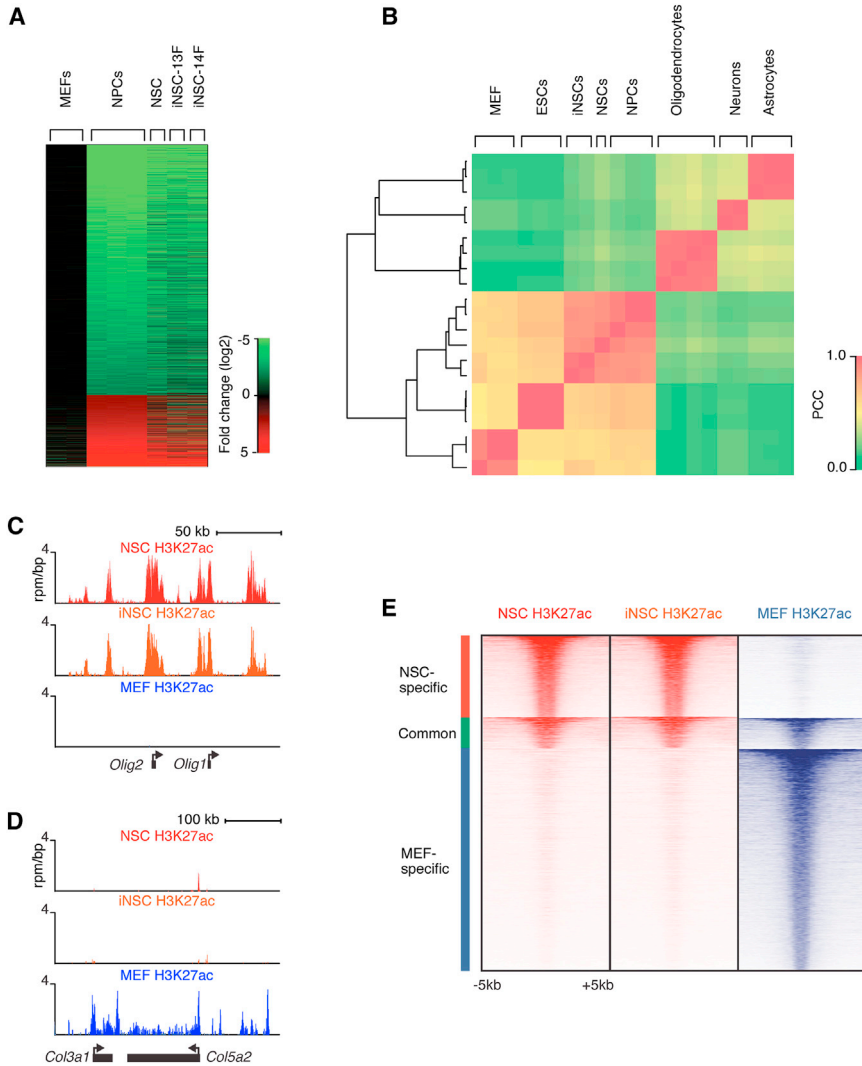 A
MEFs
NPCs
NSC
iNSC-13F
iNSC-14F
Fold change (log2)
-5
0
5
B
MEF
ESCs
iNSCs
NSCs
NPCs
Oligodendrocytes
Neurons
Astrocytes
1.0
PCC
0.0
C
50 kb
4
rpm/bp
NSC H3K27ac
4
iNSC H3K27ac
4
MEF H3K27ac
Olig2
Olig1
D
100 kb
4
rpm/bp
NSC H3K27ac
4
iNSC H3K27ac
4
MEF H3K27ac
Col3a1
Col5a2
E
NSC H3K27ac
iNSC H3K27ac
MEF H3K27ac
NSC-
specific
Common
MEF-
specific
-5kb
+5kb